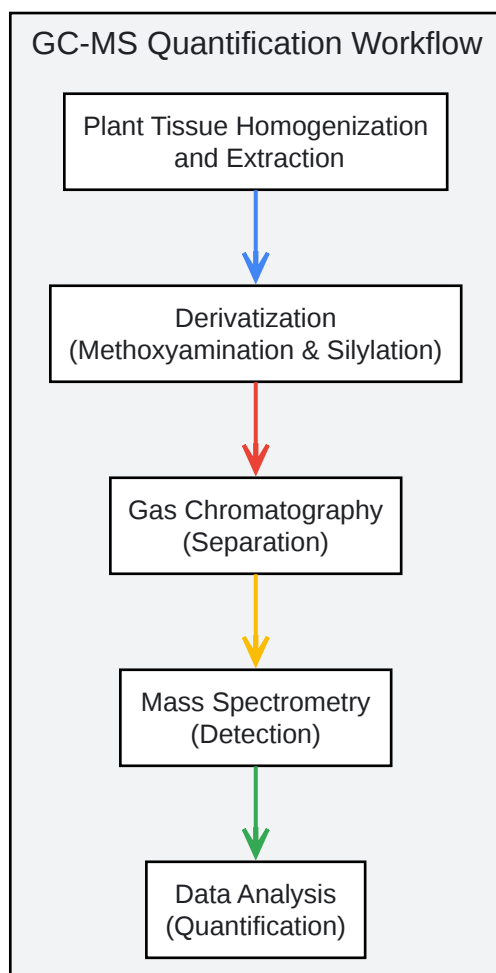 GC-MS Quantification Workflow
Plant Tissue Homogenization
and Extraction
Derivatization
(Methoxyamination & Silylation)
Gas Chromatography
(Separation)
Mass Spectrometry
(Detection)
Data Analysis
(Quantification)